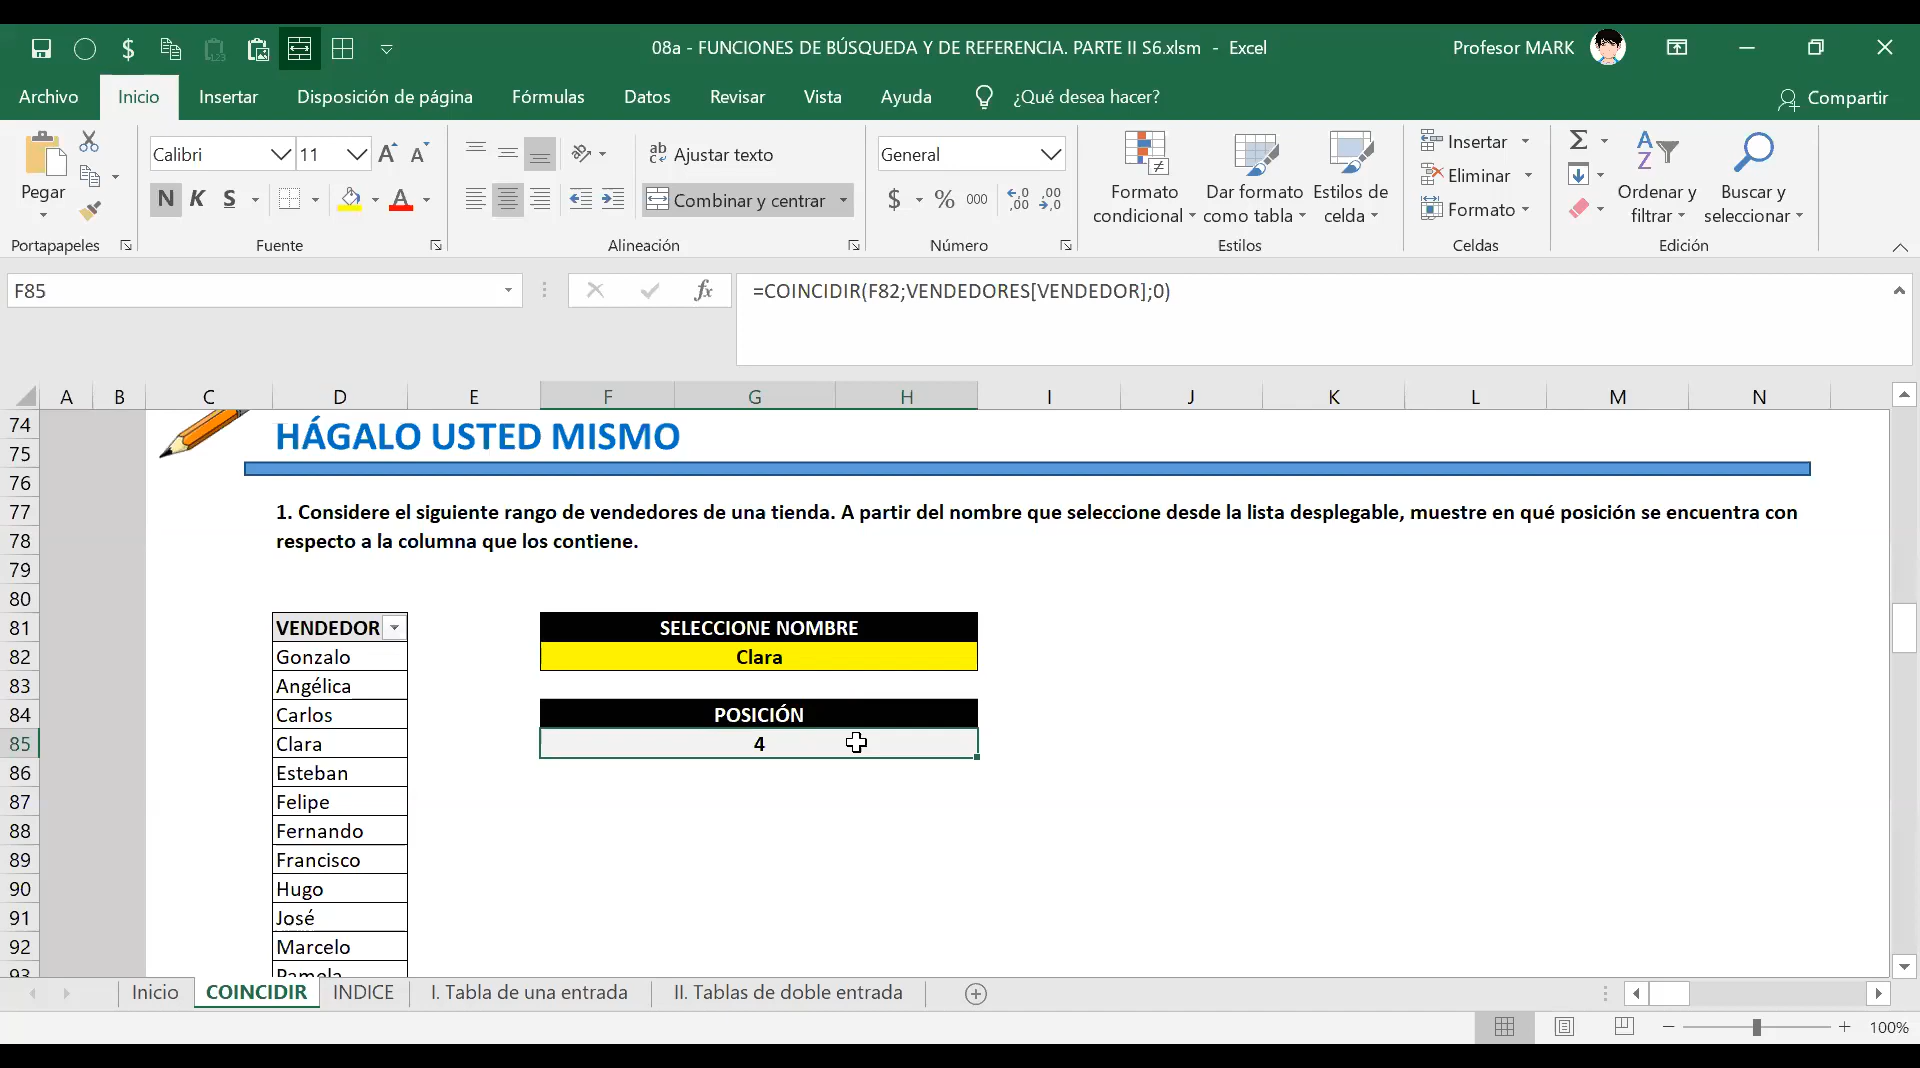 08a - FUNCIONES DE BÚSQUEDA Y DE REFERENCIA. PARTE II S6.xlsm - Excel
Profesor MARK
Archivo Inicio Insertar Disposición de página Fórmulas Datos Revisar Vista Ayuda ¿Qué desea hacer? Compartir
Pegar
Portapapeles
Calibri 11
N K S
Fuente
Ajustar texto
Combinar y centrar
Alineación
General
$ % 000
Número
Formato condicional
Dar formato como tabla
Estilos de celda
Estilos
Insertar
Eliminar
Formato
Celdas
Ordenar y filtrar
Buscar y seleccionar
Edición
F85
fx
=COINCIDIR(F82;VENDEDORES[VENDEDOR];0)
A B C D E F G H I J K L M N
74
75
76
77
78
79
80
81
82
83
84
85
86
87
88
89
90
91
92
93
HÁGALO USTED MISMO
1. Considere el siguiente rango de vendedores de una tienda. A partir del nombre que seleccione desde la lista desplegable, muestre en qué posición se encuentra con
respecto a la columna que los contiene.
VENDEDOR
Gonzalo
Angélica
Carlos
Clara
Esteban
Felipe
Fernando
Francisco
Hugo
José
Marcelo
Pamela
SELECCIONE NOMBRE
Clara
POSICIÓN
4
Inicio COINCIDIR INDICE I. Tabla de una entrada II. Tablas de doble entrada
100%